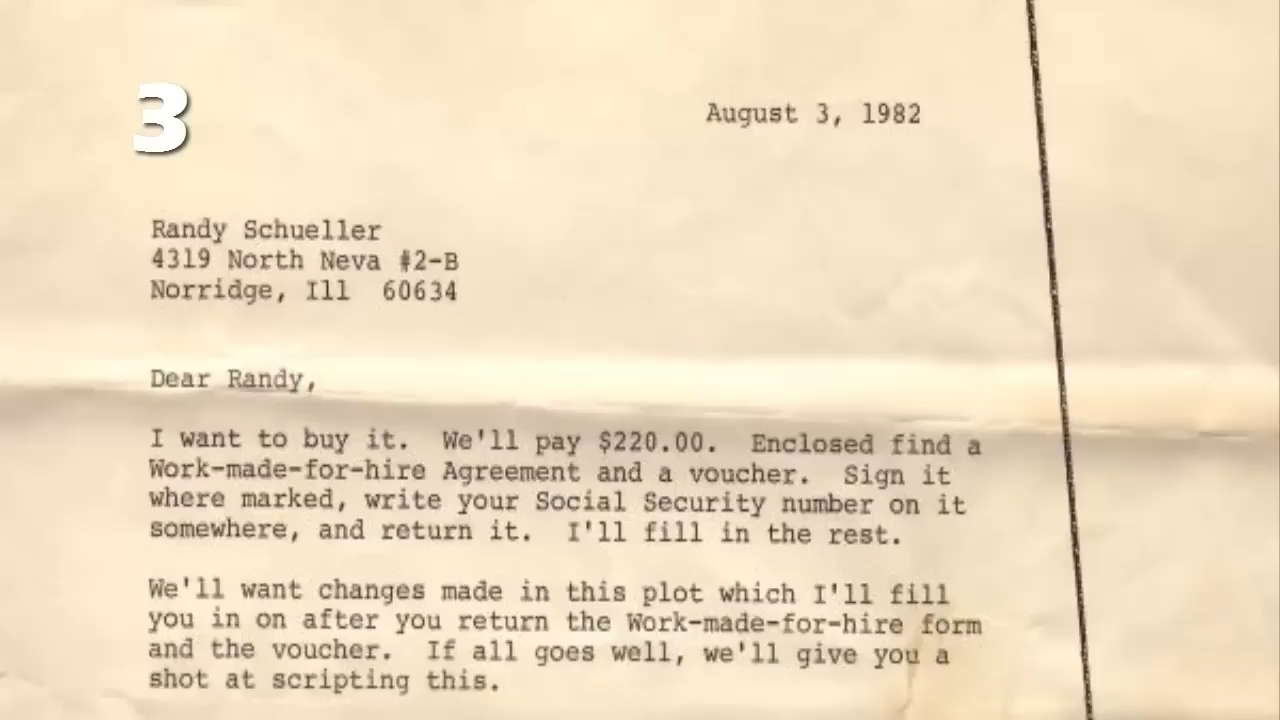 3
August 3, 1982
Randy Schueller
4319 North Neva #2-B
Norridge, Ill  60634
Dear Randy,
I want to buy it.  We'll pay $220.00.  Enclosed find a
Work-made-for-hire Agreement and a voucher.  Sign it
where marked, write your Social Security number on it
somewhere, and return it.  I'll fill in the rest.
We'll want changes made in this plot which I'll fill
you in on after you return the Work-made-for-hire form
and the voucher.  If all goes well, we'll give you a
shot at scripting this.